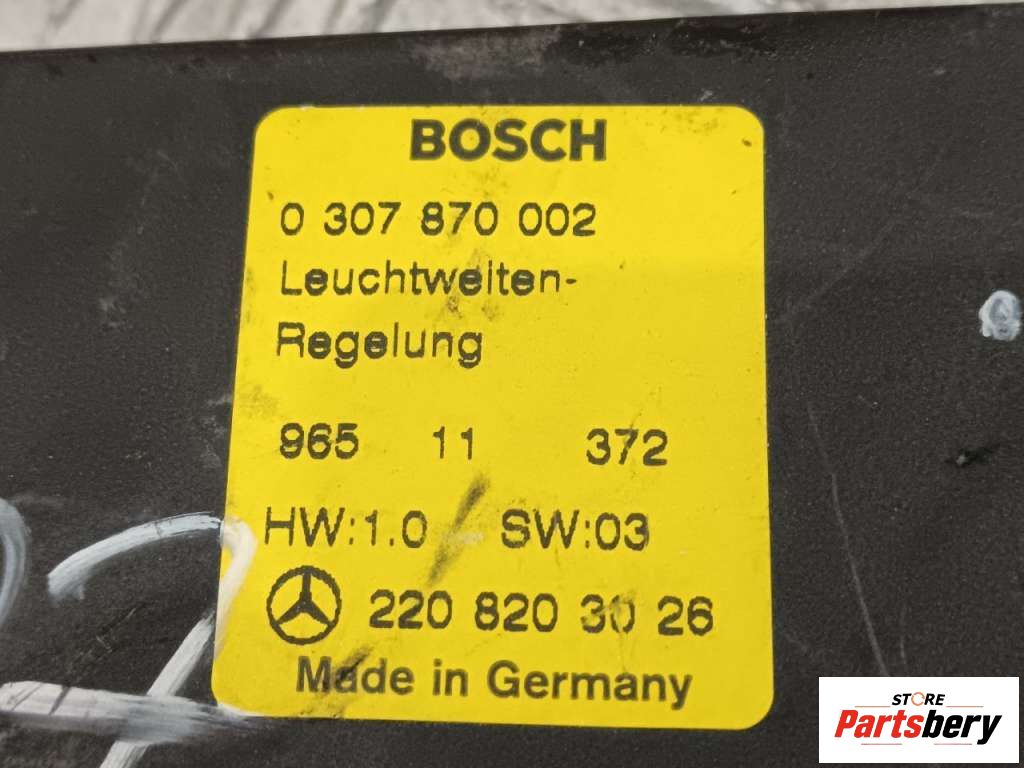 BOSCH
0 307 870 002
Leuchtweiten-
Regelung
965 11 372
HW:1.0 SW:03
220 820 30 26
Made in Germany
STORE
Partsbery